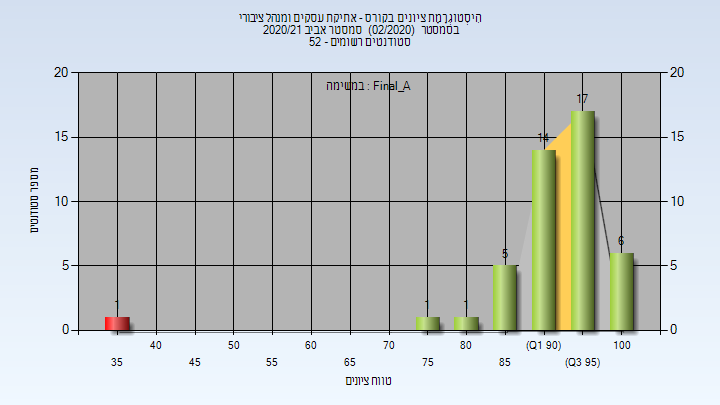 הִיסְטוֹגְרָמַת ציונים בקורס - אתיקת עסקים ומנהל ציבורי
בסמסטר (02/2020) סמסטר אביב 2020/21
סטודנטים רשומים - 52
במשימה : Final_A
מספר סטודנטים
20 20
15 15
10 10
5 5
0 0
1 1 1 5 14 17 6
40 50 60 70 80 (Q1 90) 100
35 45 55 65 75 85 (Q3 95)
טווח ציונים